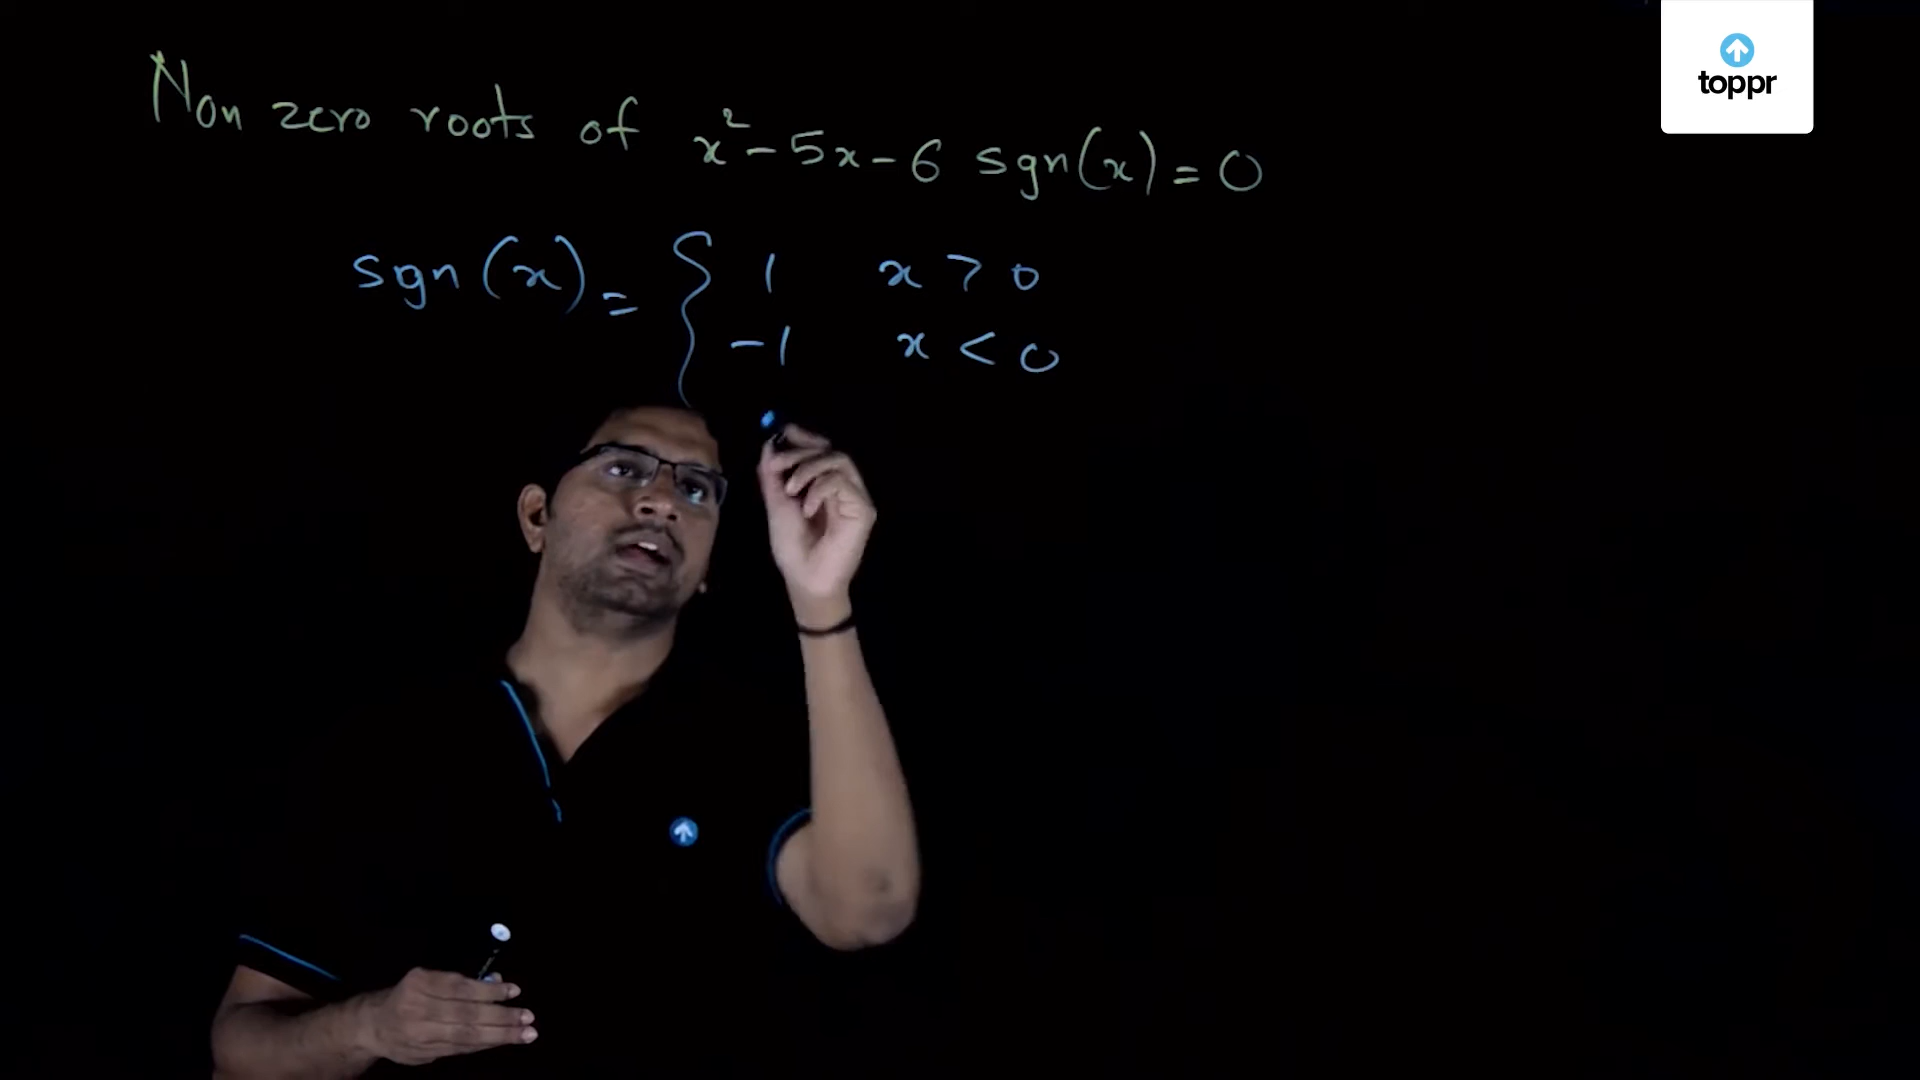 toppr
Non zero roots of x² - 5x - 6 sgn(x) = 0
sgn(x) = { 1 x > 0
-1 x < 0